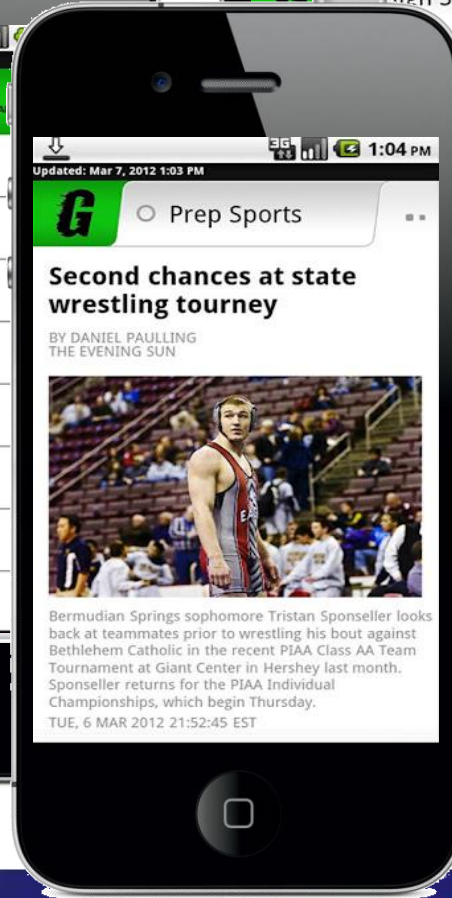 3G 1:04 PM
Updated: Mar 7, 2012 1:03 PM
G Prep Sports
Second chances at state
wrestling tourney
BY DANIEL PAULLING
THE EVENING SUN
Bermudian Springs sophomore Tristan Sponseller looks
back at teammates prior to wrestling his bout against
Bethlehem Catholic in the recent PIAA Class AA Team
Tournament at Giant Center in Hershey last month.
Sponseller returns for the PIAA Individual
Championships, which begin Thursday.
TUE, 6 MAR 2012 21:52:45 EST